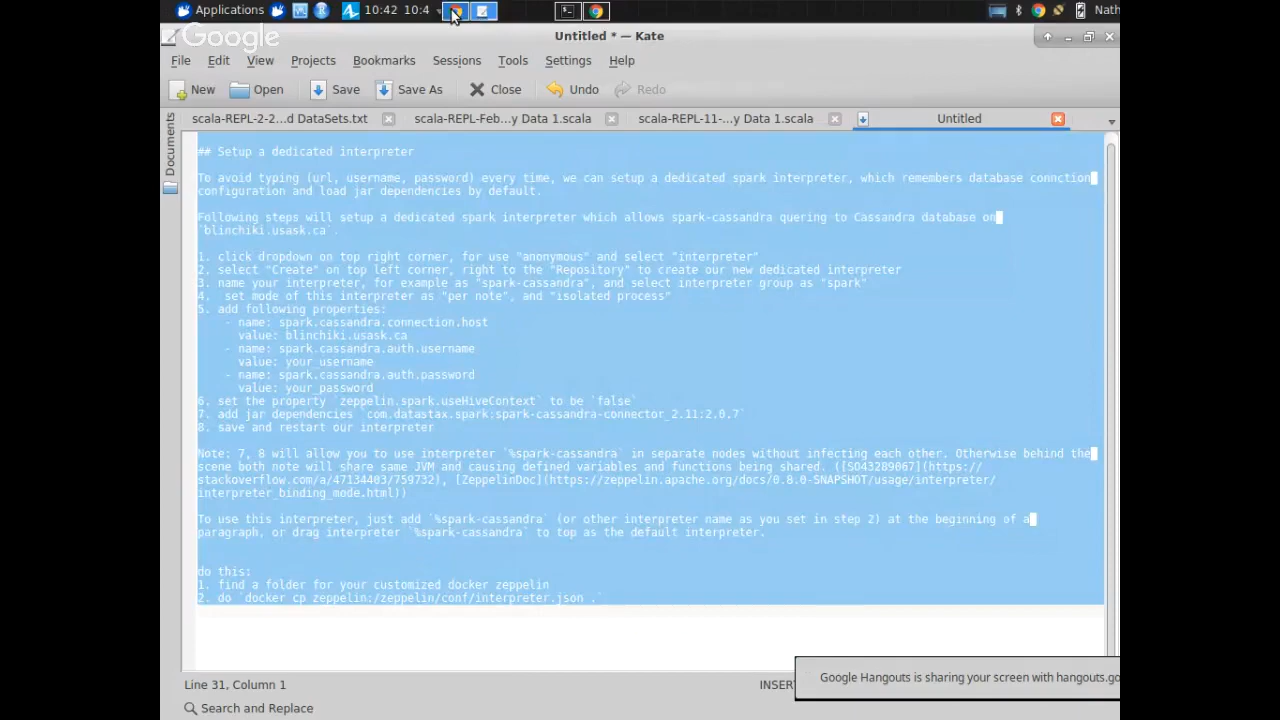 Applications
10:42 10:4
Nath
Google
Untitled * — Kate
File Edit View Projects Bookmarks Sessions Tools Settings Help
New Open Save Save As Close Undo Redo
scala-REPL-2-2...d DataSets.txt scala-REPL-Feb...y Data 1.scala scala-REPL-11-...y Data 1.scala Untitled
Documents
## Setup a dedicated interpreter
To avoid typing (url, username, password) every time, we can setup a dedicated spark interpreter, which remembers database connction
configuration and load jar dependencies by default.
Following steps will setup a dedicated spark interpreter which allows spark-cassandra quering to Cassandra database on
`blinchiki.usask.ca`.
1. click dropdown on top right corner, for use "anonymous" and select "interpreter"
2. select "Create" on top left corner, right to the "Repository" to create our new dedicated interpreter
3. name your interpreter, for example as "spark-cassandra", and select interpreter group as "spark"
4.  set mode of this interpreter as "per note", and "isolated process"
5. add following properties:
- name: spark.cassandra.connection.host
value: blinchiki.usask.ca
- name: spark.cassandra.auth.username
value: your_username
- name: spark.cassandra.auth.password
value: your_password
6. set the property `zeppelin.spark.useHiveContext` to be `false`
7. add jar dependencies `com.datastax.spark:spark-cassandra-connector_2.11:2.0.7`
8. save and restart our interpreter
Note: 7, 8 will allow you to use interpreter `%spark-cassandra` in separate nodes without infecting each other. Otherwise behind the
scene both note will share same JVM and causing defined variables and functions being shared. ([SO43289067](https://
stackoverflow.com/a/47134403/759732), [ZeppelinDoc](https://zeppelin.apache.org/docs/0.8.0-SNAPSHOT/usage/interpreter/
interpreter_binding_mode.html))
To use this interpreter, just add `%spark-cassandra` (or other interpreter name as you set in step 2) at the beginning of a
paragraph, or drag interpreter `%spark-cassandra` to top as the default interpreter.
do this:
1. find a folder for your customized docker zeppelin
2. do `docker cp zeppelin:/zeppelin/conf/interpreter.json .`
Google Hangouts is sharing your screen with hangouts.go
Line 31, Column 1 INSERT
Search and Replace